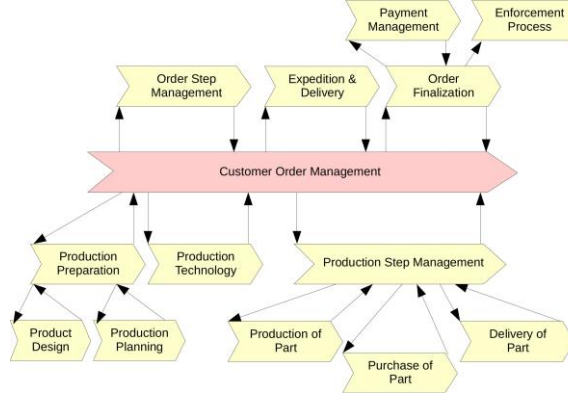 Payment
Management
Enforcement
Process
Order Step
Management
Expedition &
Delivery
Order
Finalization
Customer Order Management
Production
Preparation
Production
Technology
Production Step Management
Product
Design
Production
Planning
Production of
Part
Purchase of
Part
Delivery of
Part